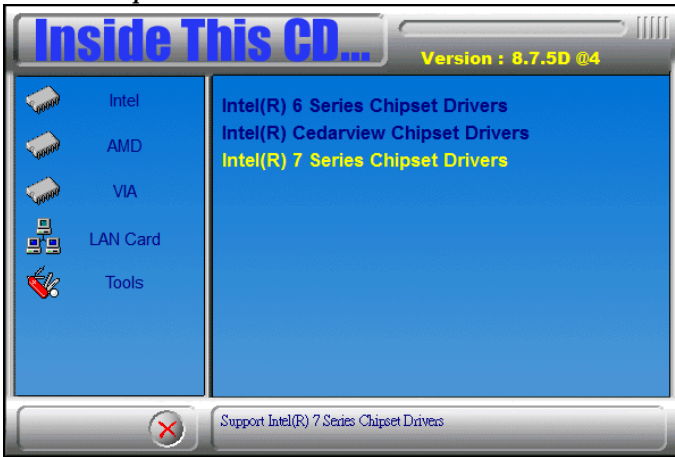 Inside This CD...
Version : 8.7.5D @4
Intel
AMD
VIA
LAN Card
Tools
Intel(R) 6 Series Chipset Drivers
Intel(R) Cedarview Chipset Drivers
Intel(R) 7 Series Chipset Drivers
Support Intel(R) 7 Series Chipset Drivers